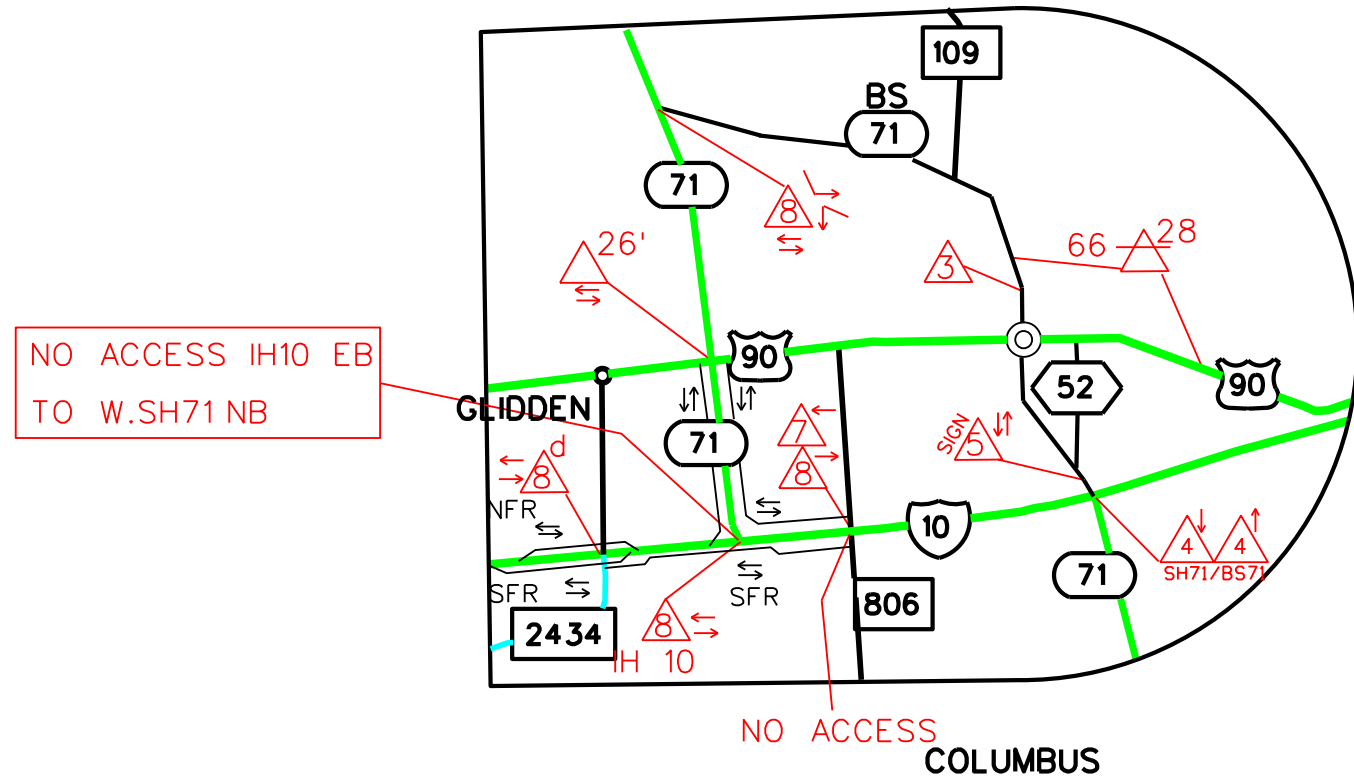 109
BS
71
71
8
26'
3
66
28
NO ACCESS IH10 EB
TO W.SH71 NB
90
90
GLIDDEN
52
71
7
8
SIGN
5
d
8
NFR
10
4
4
SH71/BS71
71
SFR
SFR
806
8
IH 10
2434
NO ACCESS
COLUMBUS